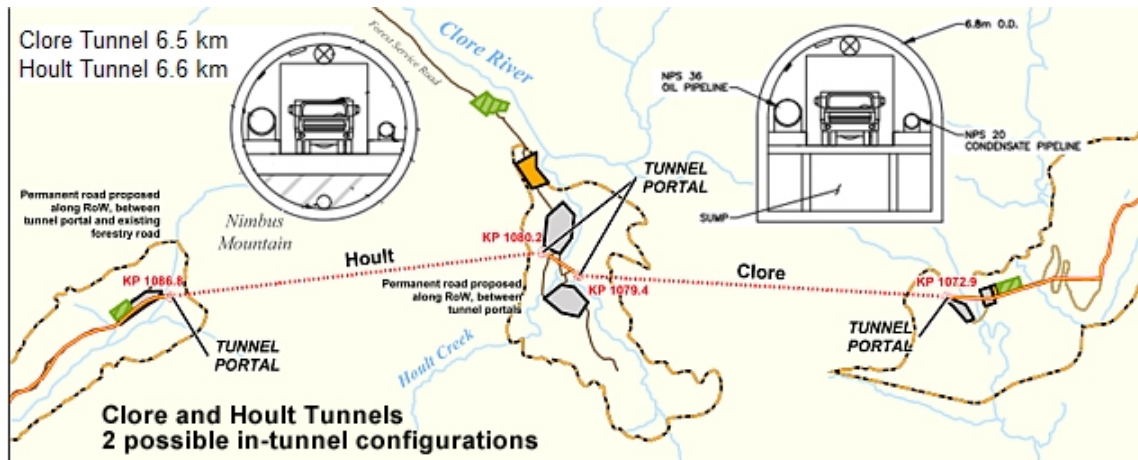 Clore Tunnel 6.5 km
Hoult Tunnel 6.6 km
Forest Service Road
Clore River
6.8m O.D.
NPS 36
OIL PIPELINE
NPS 20
CONDENSATE PIPELINE
SUMP
TUNNEL
PORTAL
Permanent road proposed
along RoW, between
tunnel portal and existing
forestry road
Nimbus
Mountain
KP 1080.2
Hoult
KP 1086.8
Permanent road proposed
along RoW, between
tunnel portals
KP 1079.4
Clore
KP 1072.9
TUNNEL
PORTAL
TUNNEL
PORTAL
Hoult Creek
Clore and Hoult Tunnels
2 possible in-tunnel configurations